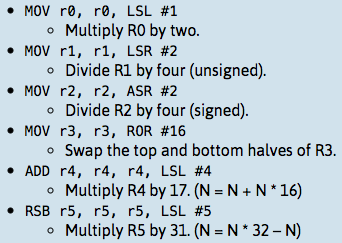 • MOV r0, r0, LSL #1
◦ Multiply R0 by two.
• MOV r1, r1, LSR #2
◦ Divide R1 by four (unsigned).
• MOV r2, r2, ASR #2
◦ Divide R2 by four (signed).
• MOV r3, r3, ROR #16
◦ Swap the top and bottom halves of R3.
• ADD r4, r4, r4, LSL #4
◦ Multiply R4 by 17. (N = N + N * 16)
• RSB r5, r5, r5, LSL #5
◦ Multiply R5 by 31. (N = N * 32 – N)